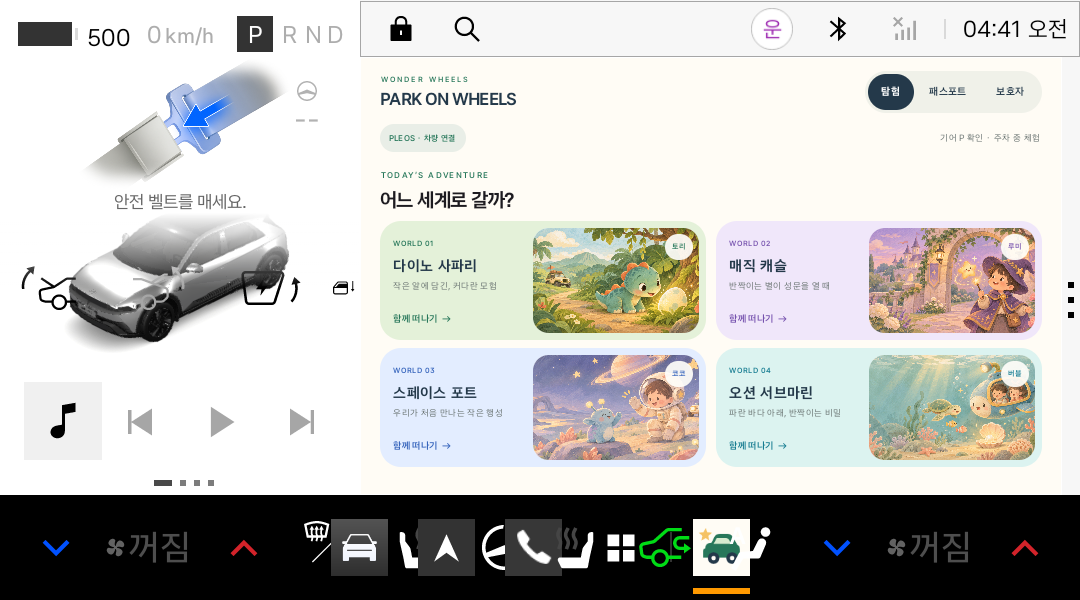 500 0 km/h P R N D
운 04:41 오전
WONDER WHEELS
PARK ON WHEELS
탐험 패스포트 보호자
PLEOS · 차량 연결
기어 P 확인 · 주차 중 체험
안전 벨트를 매세요.
TODAY'S ADVENTURE
어느 세계로 갈까?
WORLD 01
토리
다이노 사파리
작은 알에 담긴, 커다란 모험
함께 떠나기 →
WORLD 02
루미
매직 캐슬
반짝이는 별이 성문을 열 때
함께 떠나기 →
WORLD 03
코코
스페이스 포트
우리가 처음 만나는 작은 행성
함께 떠나기 →
WORLD 04
버블
오션 서브마린
파란 바다 아래, 반짝이는 비밀
함께 떠나기 →
꺼짐
꺼짐